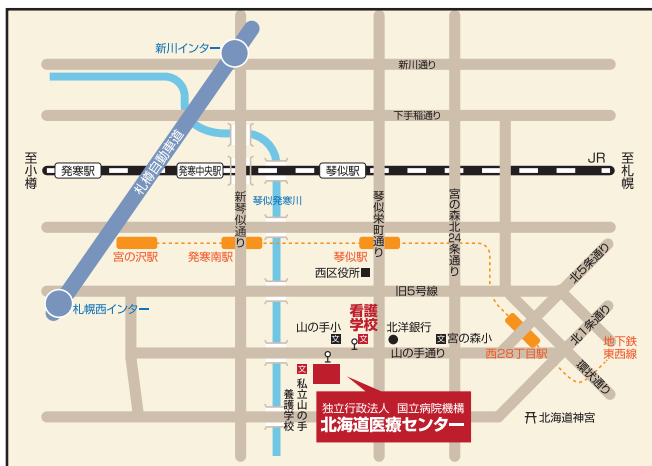 新川インター
新川通り
下手稲通り
札樽自動車道
至小樽
発寒駅
発寒中央駅
琴似駅
JR
至札幌
新琴似通り
琴似発寒川
琴似栄町通り
宮の森北24条通り
宮の沢駅
発寒南駅
琴似駅
西区役所
北5条通り
札幌西インター
旧5号線
看護
学校
山の手小
文
文
北洋銀行
文
宮の森小
山の手通り
西28丁目駅
北1条通り
地下鉄
東西線
環状通り
文
私立山の手
養護学校
独立行政法人 国立病院機構
北海道医療センター
北海道神宮